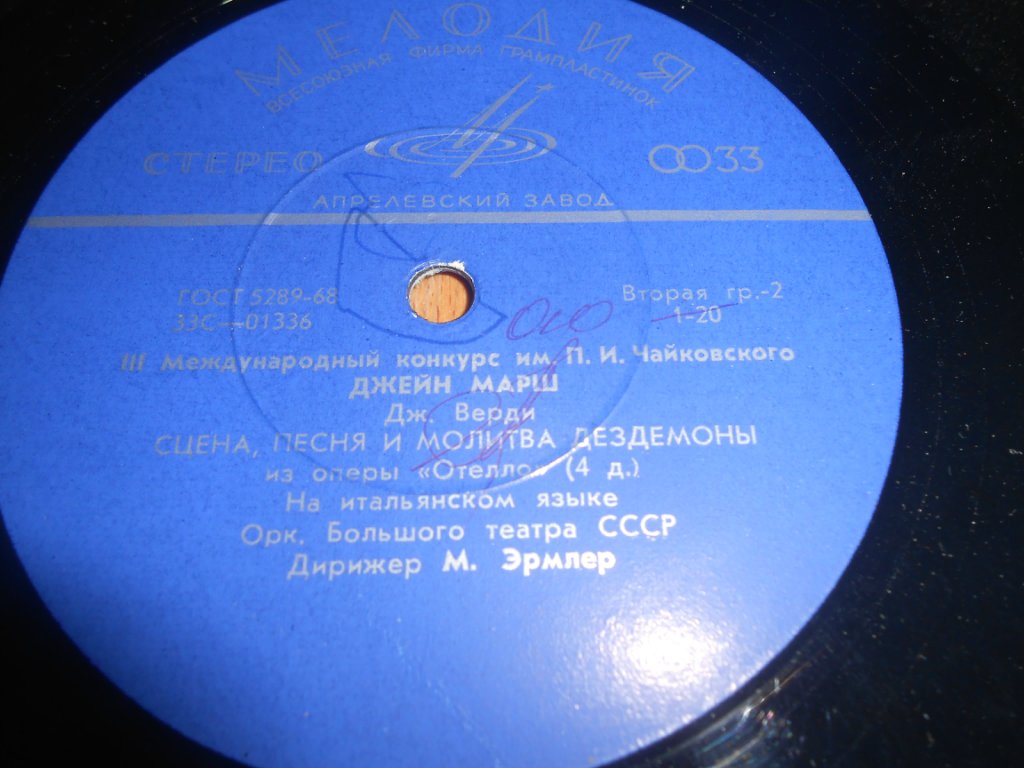 МЕЛОДИЯ
ВСЕСОЮЗНАЯ ФИРМА ГРАМПЛАСТИНОК
СТЕРЕО 33
АПРЕЛЕВСКИЙ ЗАВОД
ГОСТ 5289-68 Вторая гр.-2
33С—01336 1-20
III Международный конкурс им. П. И. Чайковского
ДЖЕЙН МАРШ
Дж. Верди
СЦЕНА, ПЕСНЯ И МОЛИТВА ДЕЗДЕМОНЫ
из оперы «Отелло» (4 д.)
На итальянском языке
Орк. Большого театра СССР
Дирижер М. Эрмлер